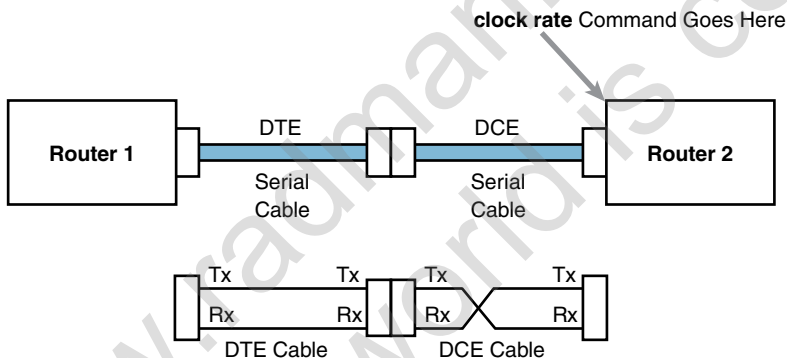 clock rate Command Goes Here
DTE
DCE
Router 1
Router 2
Serial
Cable
Serial
Cable
Tx
Tx
Tx
Tx
Rx
Rx
Rx
Rx
DTE Cable
DCE Cable